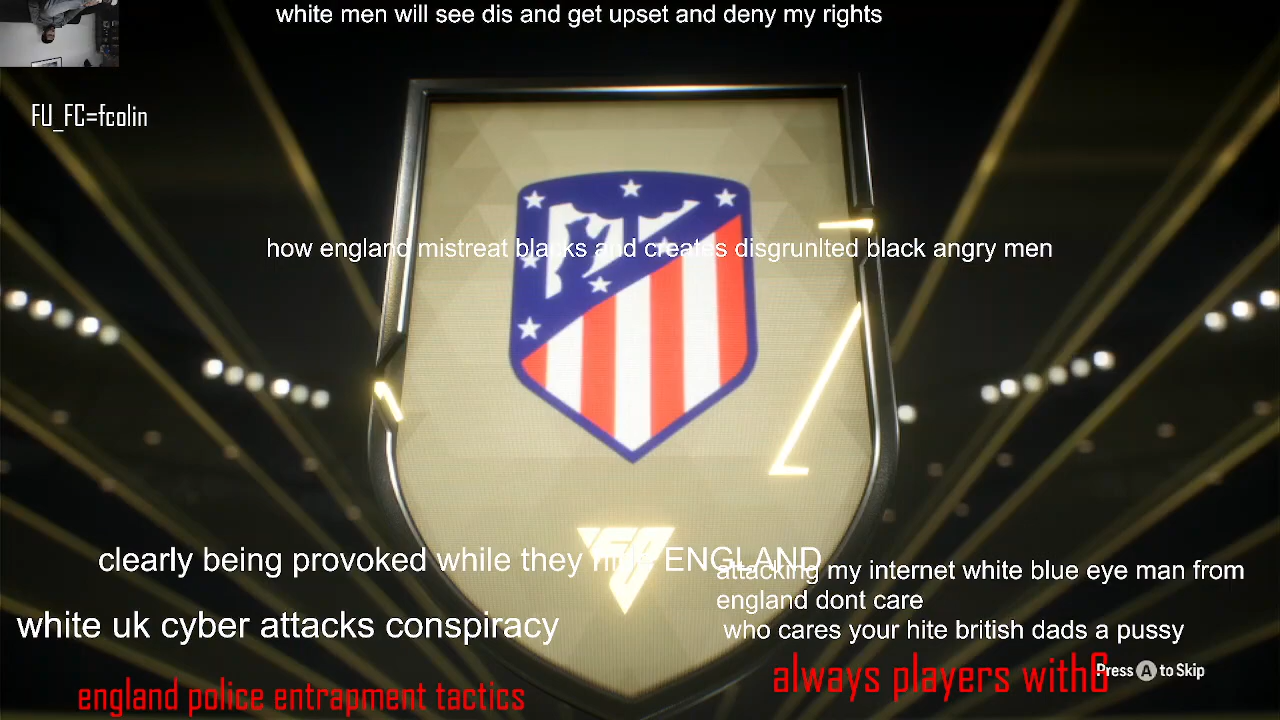 white men will see dis and get upset and deny my rights
FU_FC=fcolin
how england mistreat blacks and creates disgrunlted black angry men
clearly being provoked while they hide ENGLAND
attacking my internet white blue eye man from
england dont care
white uk cyber attacks conspiracy
who cares your hite british dads a pussy
always players with6
Press A to Skip
england police entrapment tactics